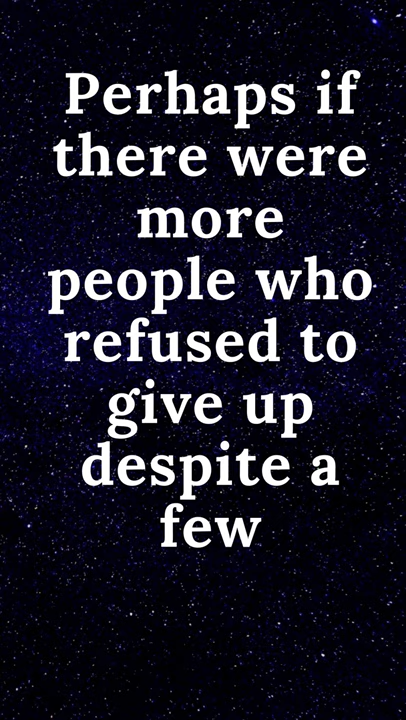 Perhaps if
there were
more
people who
refused to
give up
despite a
few